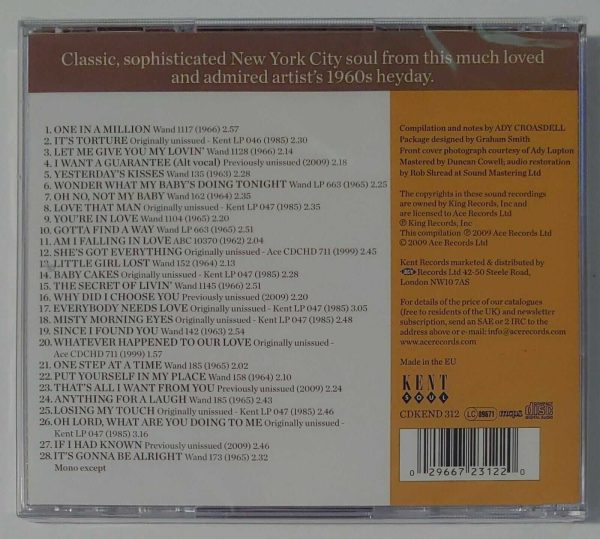 Classic, sophisticated New York City soul from this much loved
and admired artist's 1960s heyday.
1. ONE IN A MILLION Wand 1117 (1966) 2.57
2. IT'S TORTURE Originally unissued - Kent LP 046 (1985) 2.30
3. LET ME GIVE YOU MY LOVIN' Wand 1128 (1966) 2.14
4. I WANT A GUARANTEE (Alt vocal) Previously unissued (2009) 2.18
5. YESTERDAY'S KISSES Wand 135 (1963) 2.28
6. WONDER WHAT MY BABY'S DOING TONIGHT Wand LP 663 (1965) 2.25
7. OH NO, NOT MY BABY Wand 162 (1964) 2.35
8. LOVE THAT MAN Originally unissued - Kent LP 047 (1985) 2.35
9. YOU'RE IN LOVE Wand 1104 (1965) 2.20
10. GOTTA FIND A WAY Wand LP 663 (1965) 2.51
11. AM I FALLING IN LOVE ABC 10370 (1962) 2.04
12. SHE'S GOT EVERYTHING Originally unissued - Ace CDCHD 711 (1999) 2.45
13. LITTLE GIRL LOST Wand 152 (1964) 2.13
14. BABY CAKES Originally unissued - Kent LP 047 (1985) 2.28
15. THE SECRET OF LIVIN' Wand 1145 (1966) 2.51
16. WHY DID I CHOOSE YOU Previously unissued (2009) 2.20
17. EVERYBODY NEEDS LOVE Originally unissued - Kent LP 047 (1985) 3.05
18. MISTY MORNING EYES Originally unissued - Kent LP 047 (1985) 2.48
19. SINCE I FOUND YOU Wand 142 (1963) 2.54
20. WHATEVER HAPPENED TO OUR LOVE Originally unissued -
Ace CDCHD 711 (1999) 1.57
21. ONE STEP AT A TIME Wand 185 (1965) 2.02
22. PUT YOURSELF IN MY PLACE Wand 158 (1964) 2.10
23. THAT'S ALL I WANT FROM YOU Previously unissued (2009) 2.24
24. ANYTHING FOR A LAUGH Wand 185 (1965) 2.43
25. LOSING MY TOUCH Originally unissued - Kent LP 047 (1985) 2.46
26. OH LORD, WHAT ARE YOU DOING TO ME Originally unissued -
Kent LP 047 (1985) 3.16
27. IF I HAD KNOWN Previously unissued (2009) 2.46
28. IT'S GONNA BE ALRIGHT Wand 173 (1965) 2.32
Mono except
Compilation and notes by ADY CROASDELL
Package designed by Graham Smith
Front cover photograph courtesy of Ady Lupton
Mastered by Duncan Cowell; audio restoration
by Rob Shread at Sound Mastering Ltd
The copyrights in these sound recordings
are owned by King Records, Inc and
are licensed to Ace Records Ltd
℗ King Records, Inc
This compilation ℗ 2009 Ace Records Ltd
© 2009 Ace Records Ltd
Kent Records marketed & distributed by
ACE Records Ltd 42-50 Steele Road,
London NW10 7AS
For details of the price of our catalogues
(free to residents of the UK) and newsletter
subscription, send an SAE or 2 IRC to the
address above or e-mail: info@acerecords.com
www.acerecords.com
Made in the EU
KENT
SOUL
CDKEND 312 LC 09671 mcps COMPACT disc DIGITAL AUDIO
0 29667 23122 0